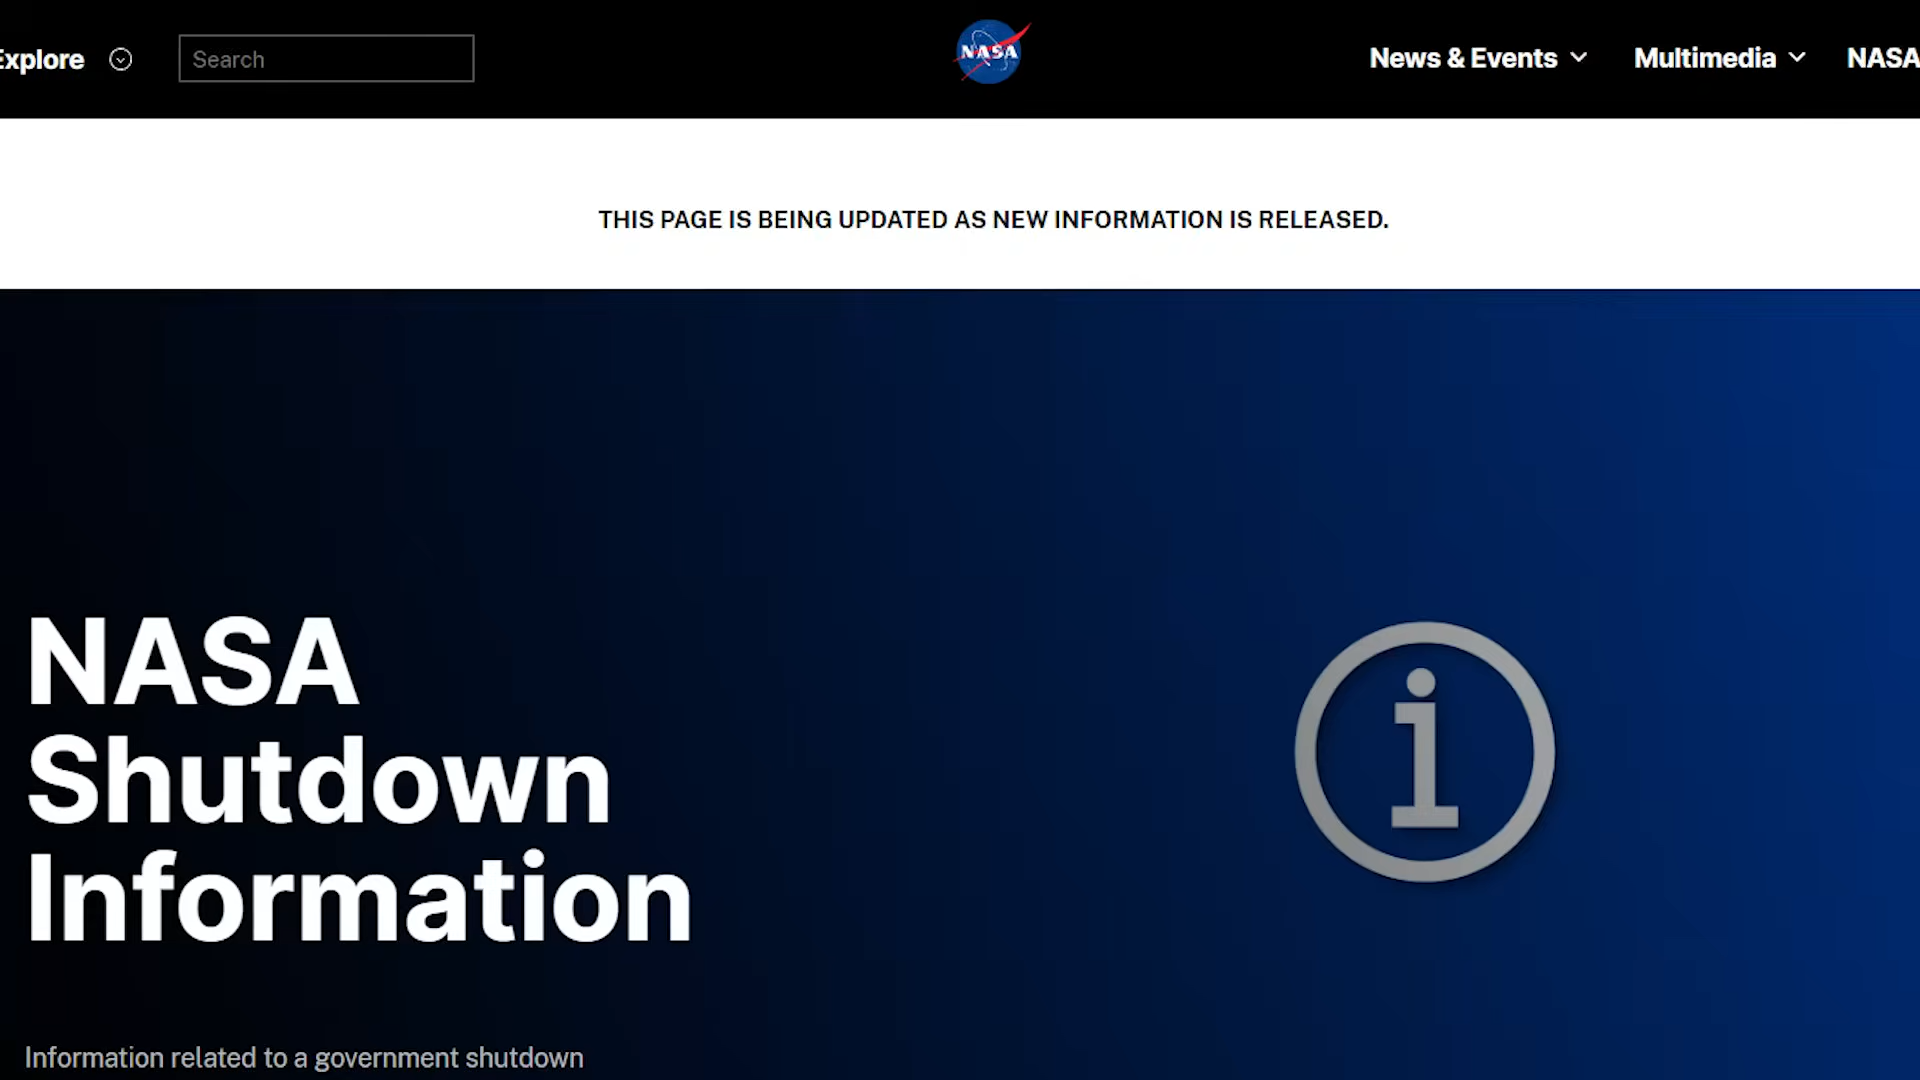 Explore
Search
NASA
News & Events
Multimedia
NASA
THIS PAGE IS BEING UPDATED AS NEW INFORMATION IS RELEASED.
NASA
Shutdown
Information
Information related to a government shutdown